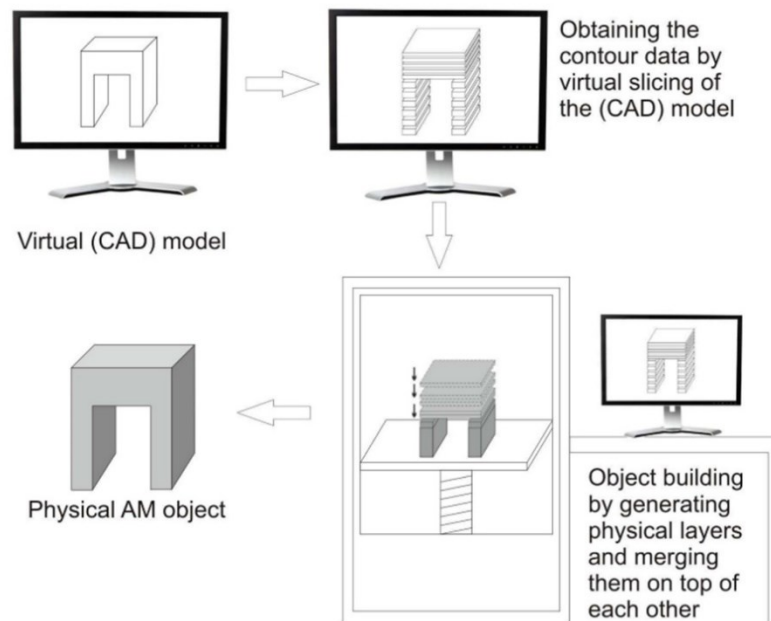 Obtaining the
contour data by
virtual slicing of
the (CAD) model
Virtual (CAD) model
Physical AM object
Object building
by generating
physical layers
and merging
them on top of
each other